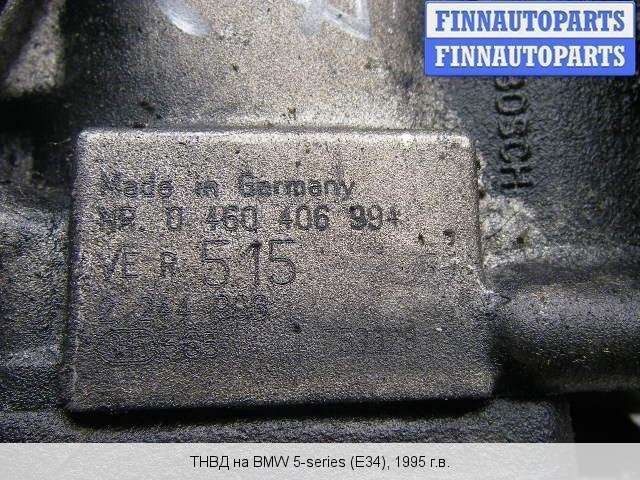 FINNAUTOPARTS
FINNAUTOPARTS
BOSCH
Made in Germany
NR. 0 460 406 994
VE R 515
ТНВД на BMW 5-series (E34), 1995 г.в.